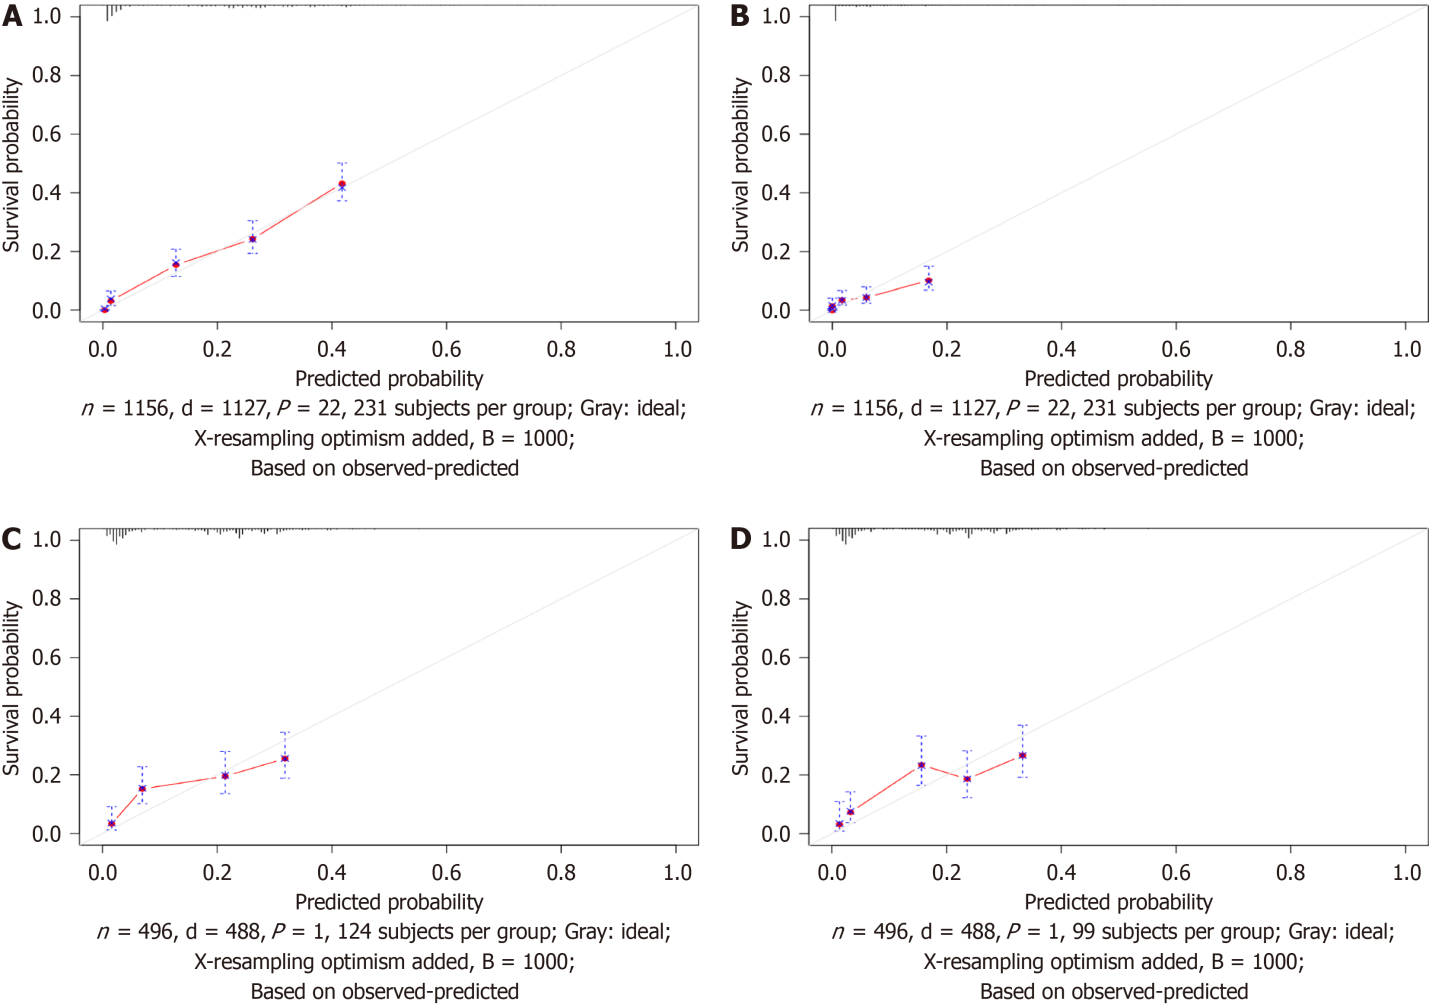 A
Survival probability
1.0
0.8
0.6
0.4
0.2
0.0
0.0 0.2 0.4 0.6 0.8 1.0
Predicted probability
n = 1156, d = 1127, P = 22, 231 subjects per group; Gray: ideal;
X-resampling optimism added, B = 1000;
Based on observed-predicted
B
Survival probability
1.0
0.8
0.6
0.4
0.2
0.0
0.0 0.2 0.4 0.6 0.8 1.0
Predicted probability
n = 1156, d = 1127, P = 22, 231 subjects per group; Gray: ideal;
X-resampling optimism added, B = 1000;
Based on observed-predicted
C
Survival probability
1.0
0.8
0.6
0.4
0.2
0.0
0.0 0.2 0.4 0.6 0.8 1.0
Predicted probability
n = 496, d = 488, P = 1, 124 subjects per group; Gray: ideal;
X-resampling optimism added, B = 1000;
Based on observed-predicted
D
Survival probability
1.0
0.8
0.6
0.4
0.2
0.0
0.0 0.2 0.4 0.6 0.8 1.0
Predicted probability
n = 496, d = 488, P = 1, 99 subjects per group; Gray: ideal;
X-resampling optimism added, B = 1000;
Based on observed-predicted